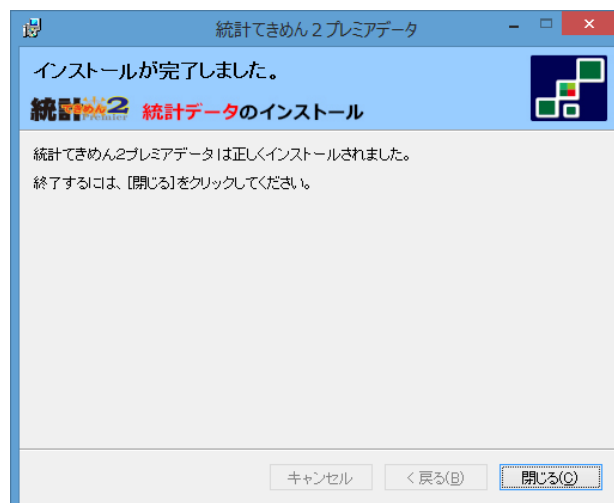 統計てきめん２プレミアデータ
インストールが完了しました。
統計てきめん2 Premier 統計データのインストール
統計てきめん2プレミアデータは正しくインストールされました。
終了するには、[閉じる]をクリックしてください。
キャンセル
< 戻る(B)
閉じる(C)